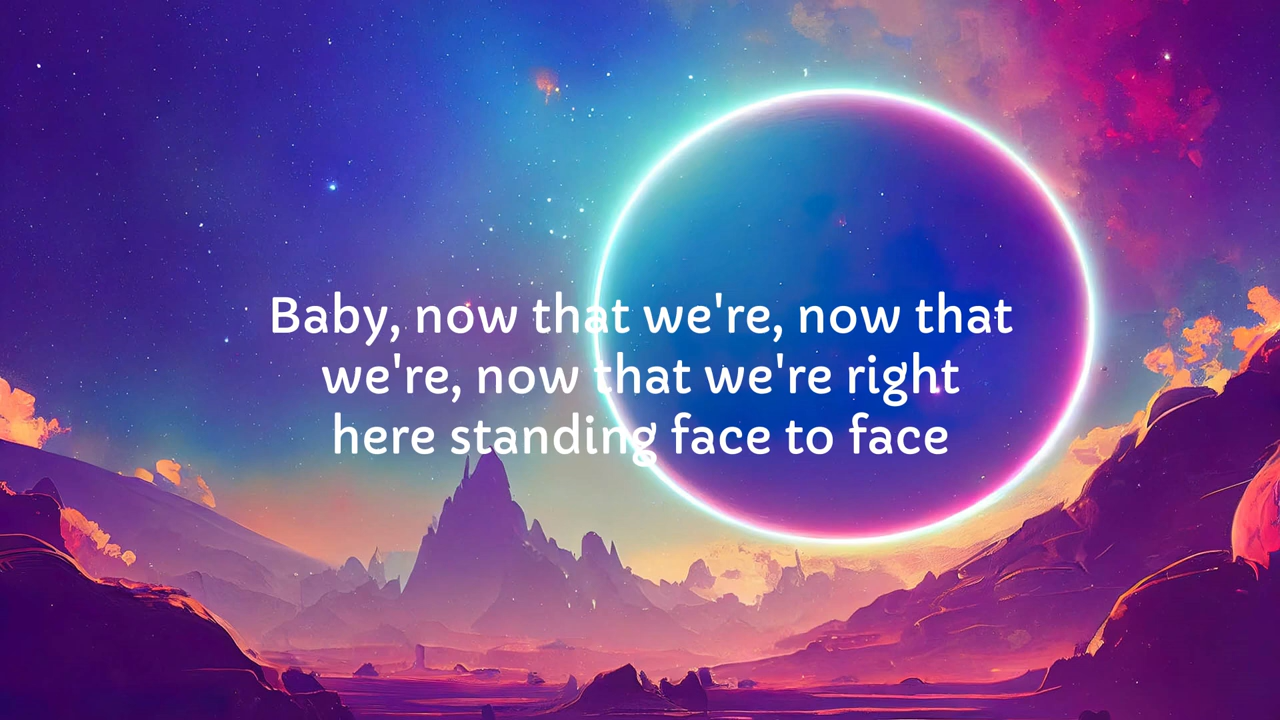 Baby, now that we're, now that
we're, now that we're right
here standing face to face